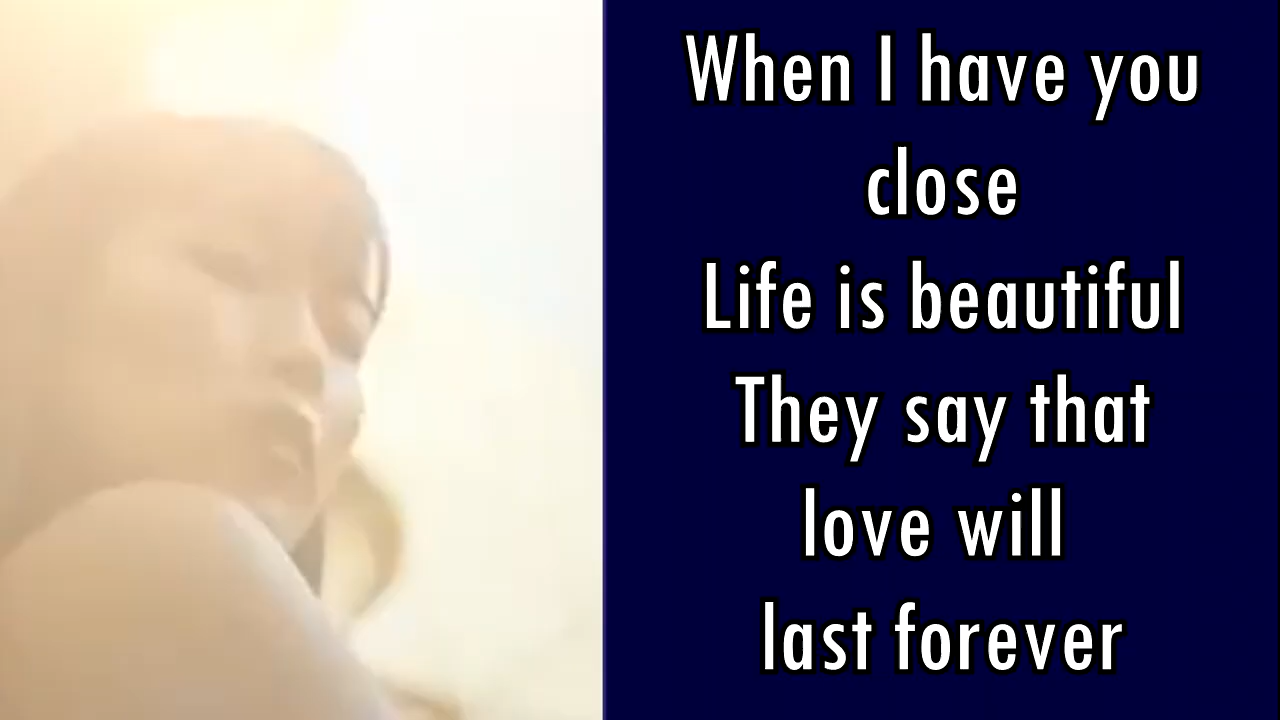 When I have you
close
Life is beautiful
They say that
love will
last forever